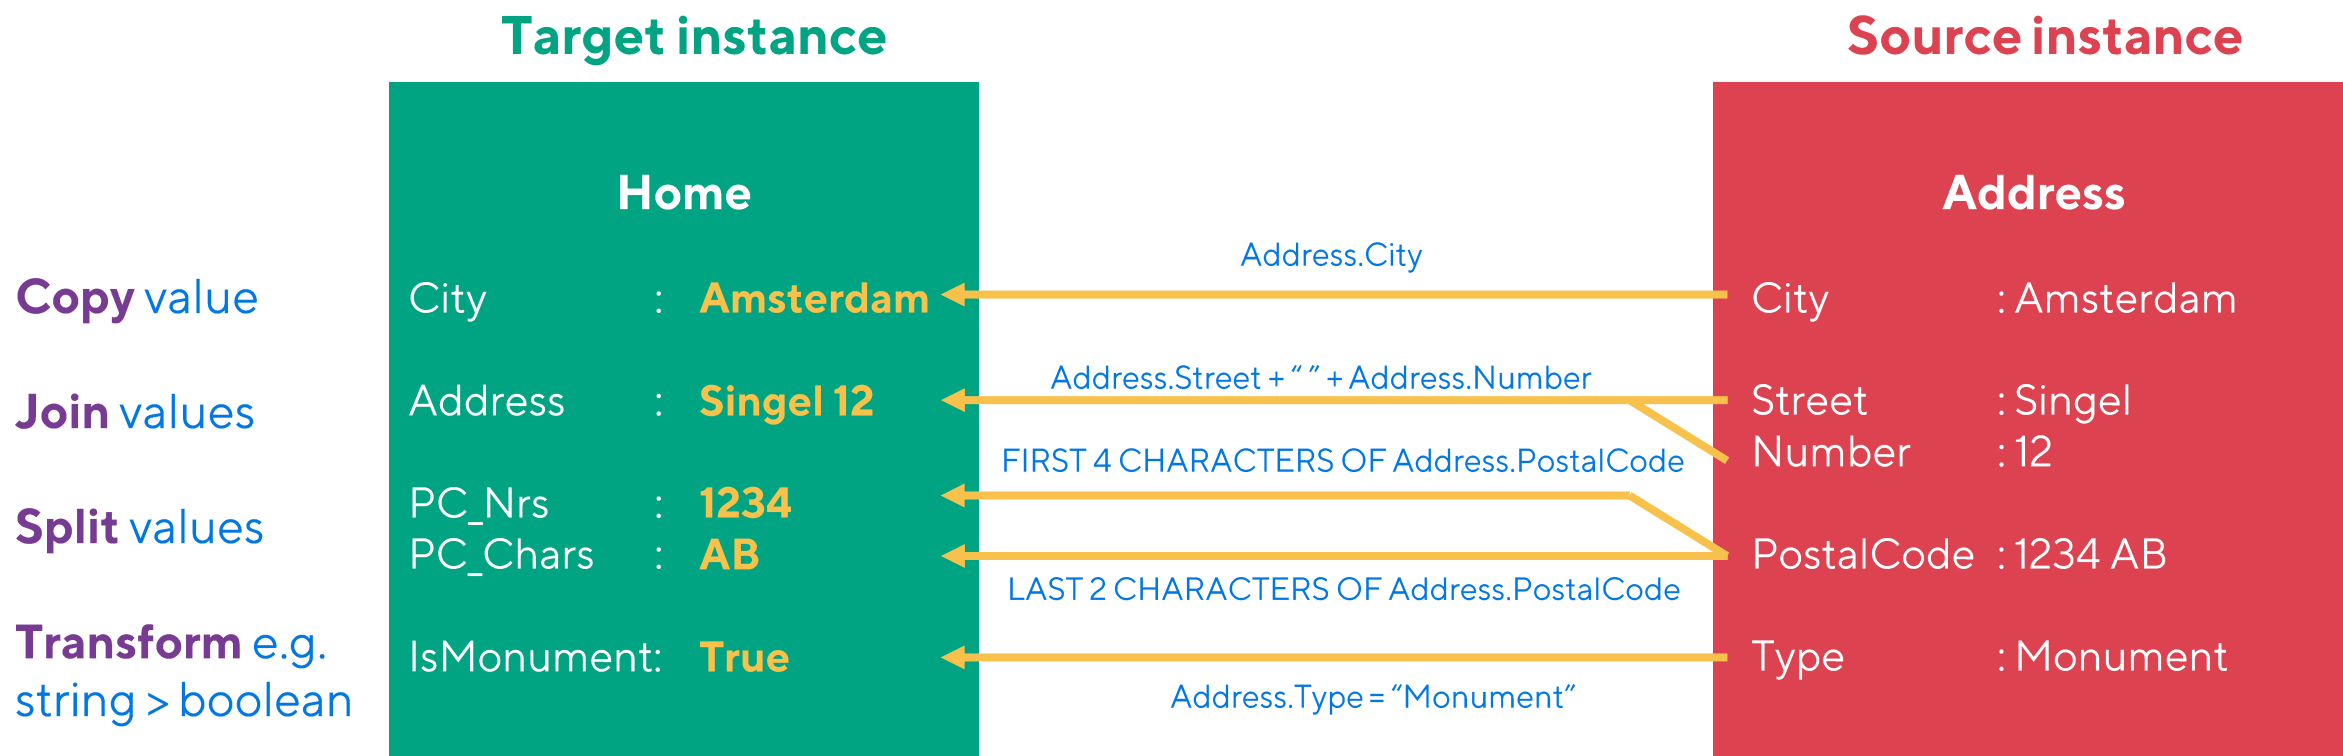 Target instance
Source instance
Home
Address
Address.City
Copy value
City : Amsterdam
City : Amsterdam
Address.Street + “ ” + Address.Number
Join values
Address : Singel 12
Street : Singel
Number : 12
FIRST 4 CHARACTERS OF Address.PostalCode
Split values
PC_Nrs : 1234
PC_Chars : AB
PostalCode : 1234 AB
LAST 2 CHARACTERS OF Address.PostalCode
Transform e.g.
string > boolean
IsMonument: True
Type : Monument
Address.Type = “Monument”